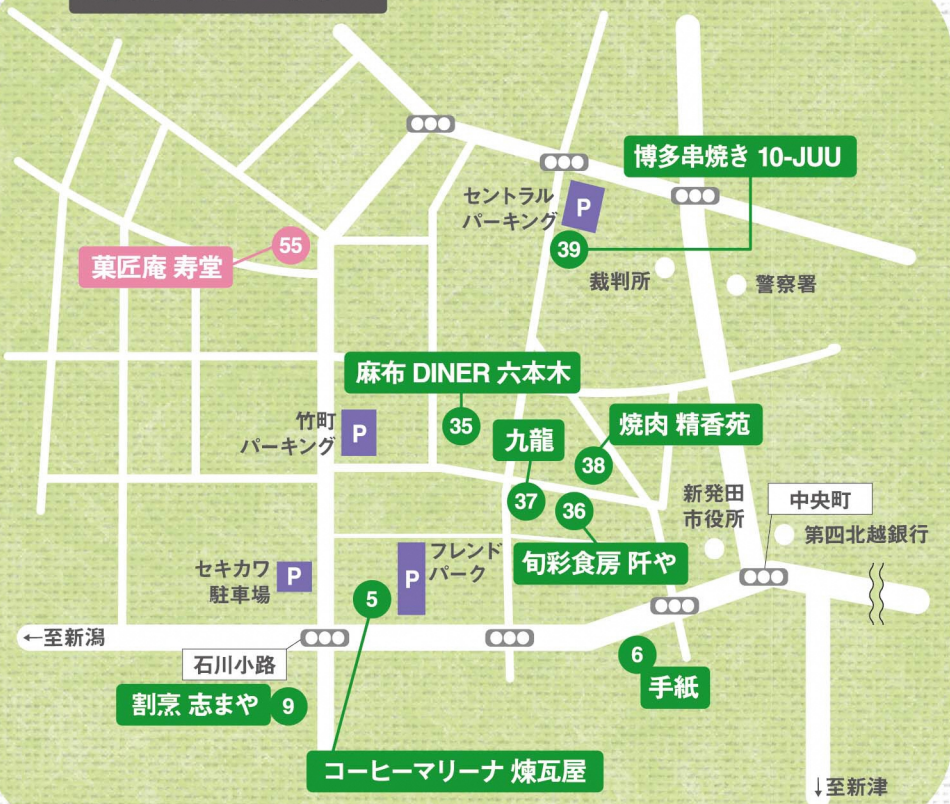 博多串焼き 10-JUU
セントラル
パーキング
P
39
裁判所
警察署
55
菓匠庵 寿堂
麻布 DINER 六本木
35
竹町
パーキング
P
九龍
37
焼肉 精香苑
38
36
旬彩食房 阡や
新発田
市役所
中央町
第四北越銀行
セキカワ
駐車場
P
フレンド
パーク
P
5
←至新潟
石川小路
割烹 志まや
9
6
手紙
コーヒーマリーナ 煉瓦屋
↓至新津